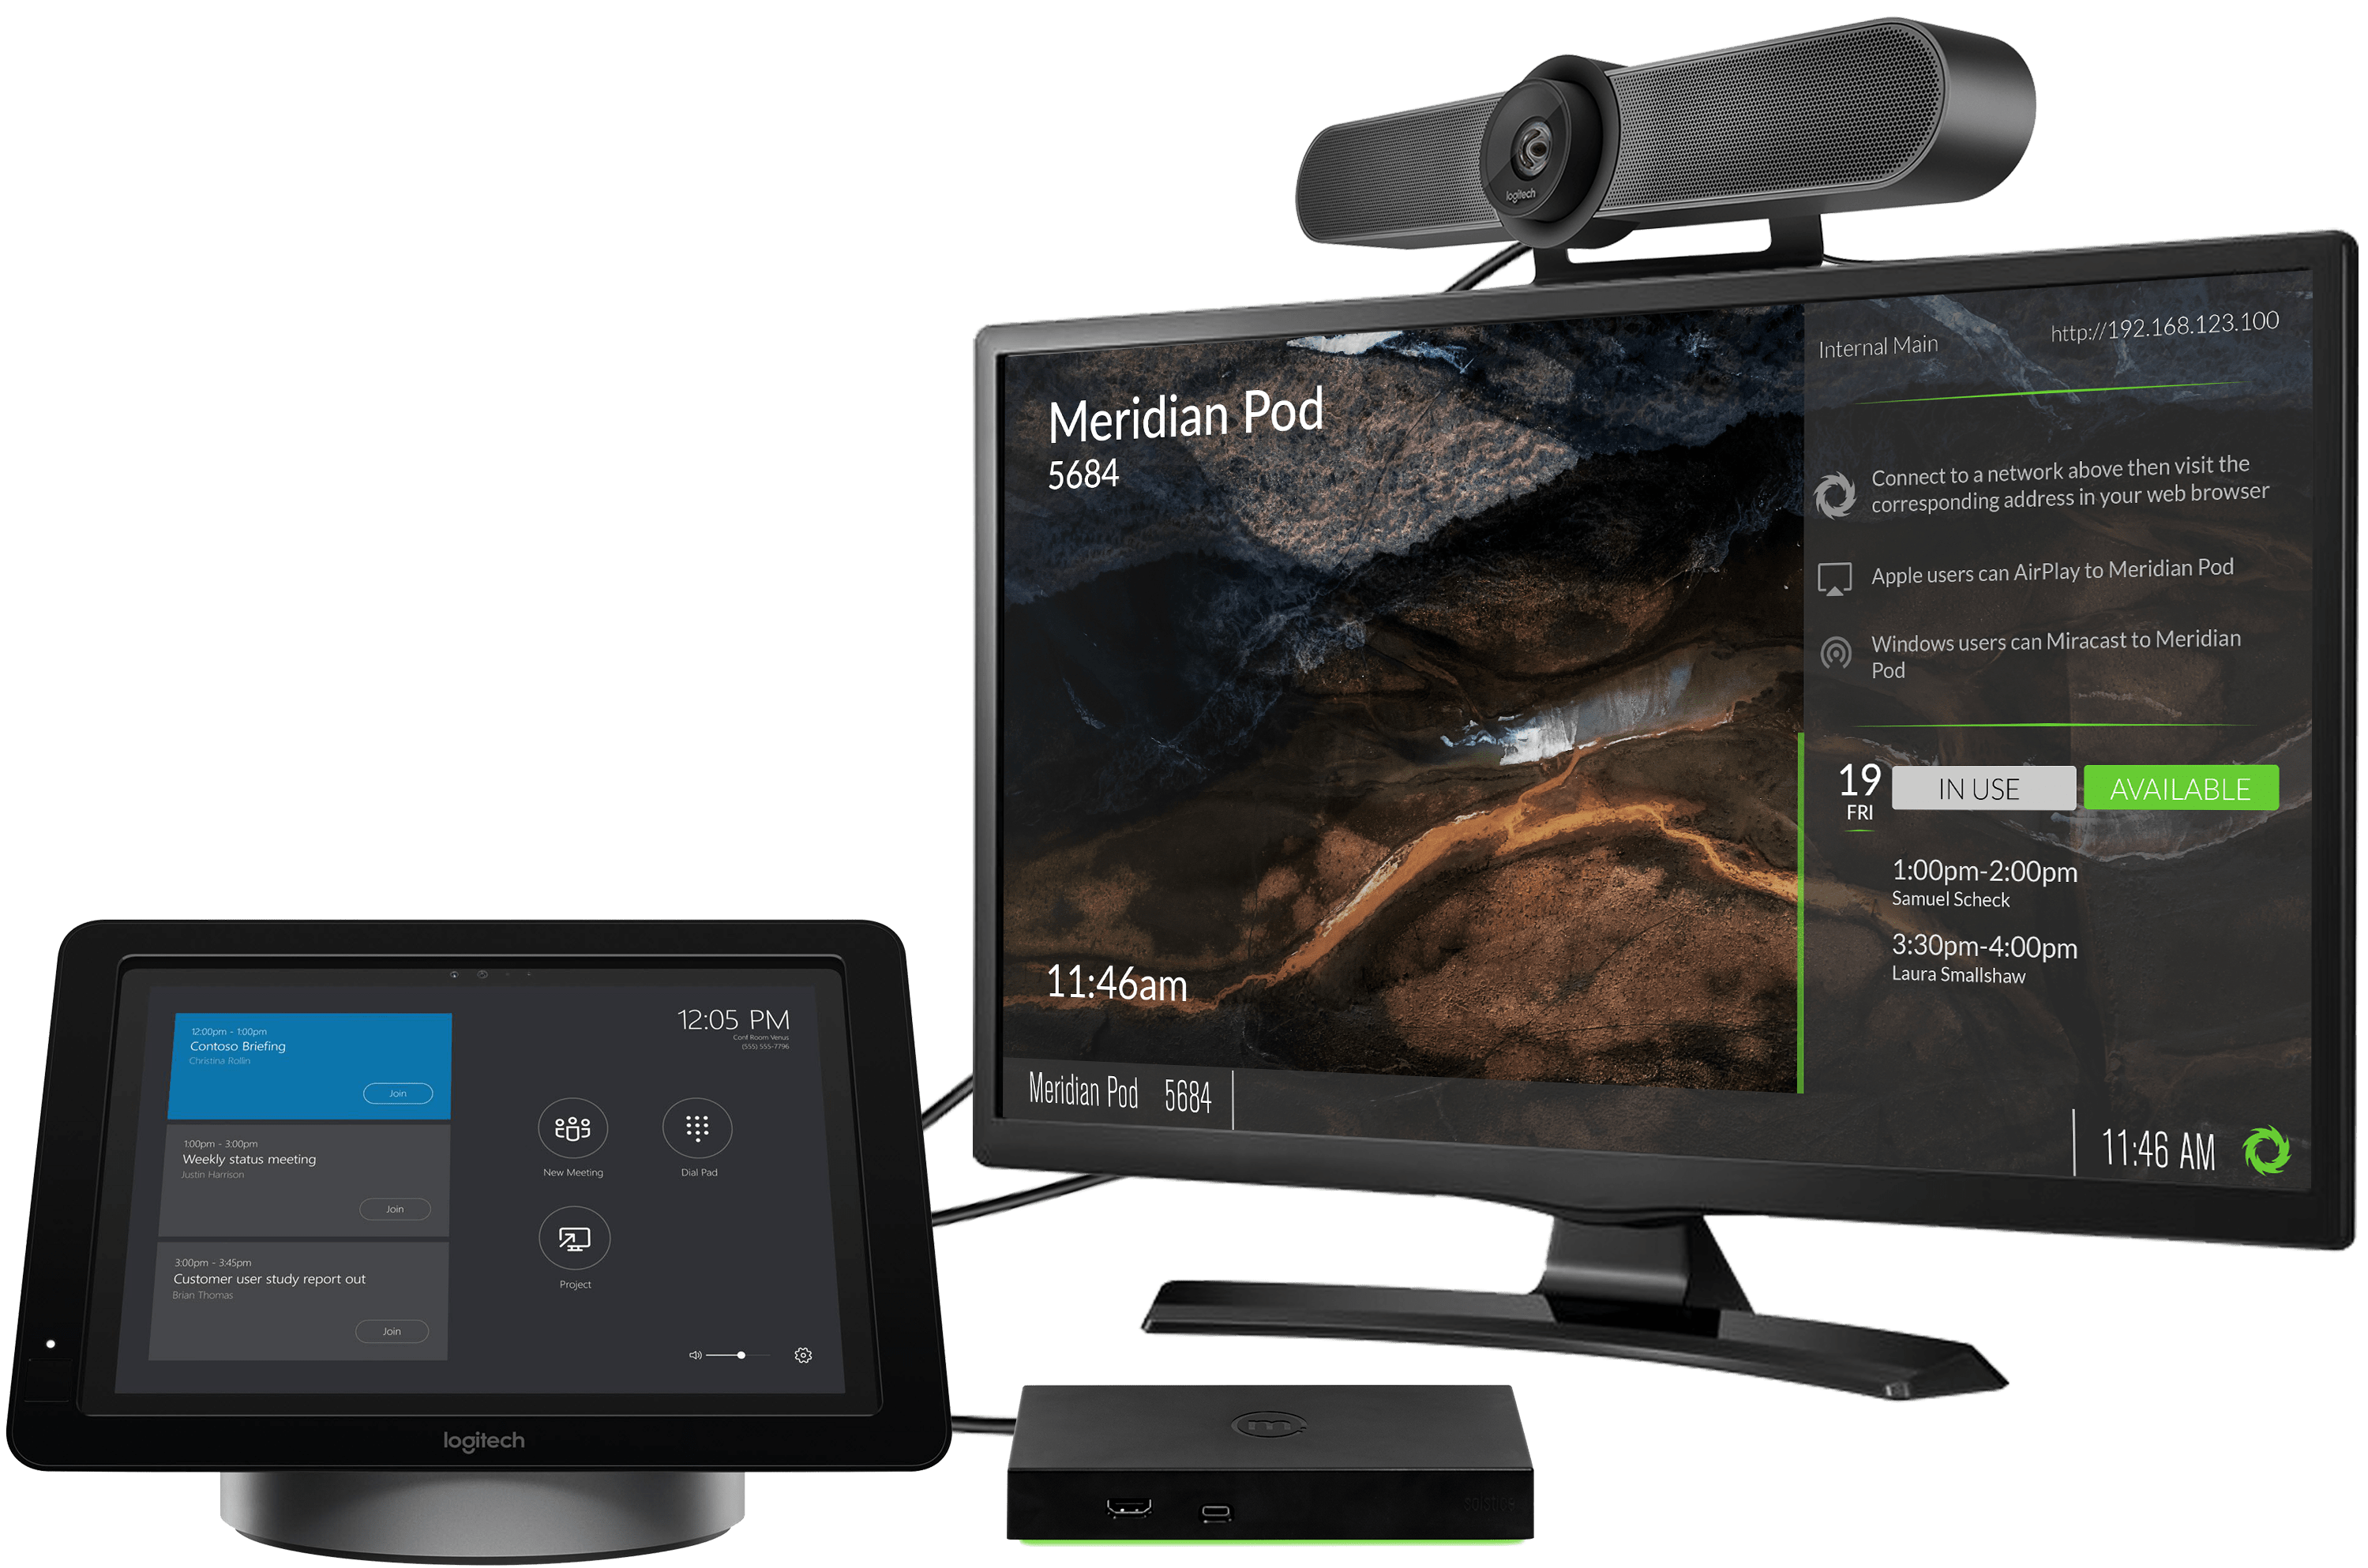 logitech
Meridian Pod
5684
11:46am
Internal Main
http://192.168.123.100
Connect to a network above then visit the
corresponding address in your web browser
Apple users can AirPlay to Meridian Pod
Windows users can Miracast to Meridian
Pod
19
FRI
IN USE
AVAILABLE
1:00pm-2:00pm
Samuel Scheck
3:30pm-4:00pm
Laura Smallshaw
Meridian Pod 5684
11:46 AM
12:00pm - 1:00pm
Contoso Briefing
Christina Rollin
Join
1:00pm - 3:00pm
Weekly status meeting
Justin Harrison
Join
3:00pm - 3:45pm
Customer user study report out
Brian Thomas
Join
12:05 PM
Conf Room Venus
(555) 555-7796
New Meeting
Dial Pad
Project
logitech
m
solstice